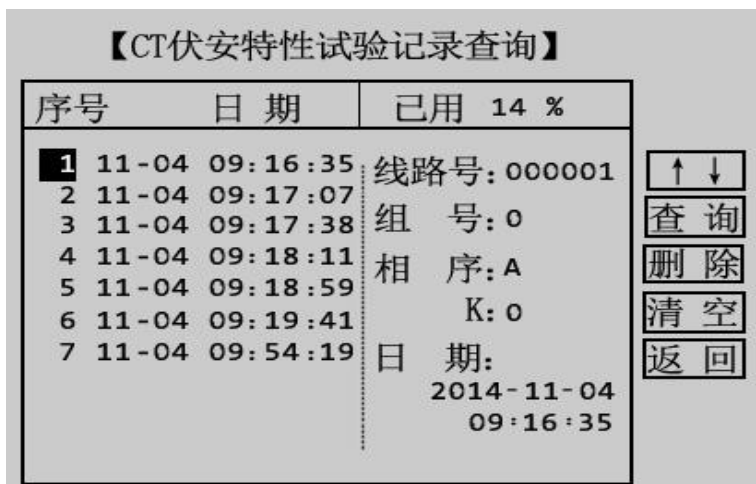 【CT伏安特性试验记录查询】
序号 日 期 已用 14 %
1 11-04 09:16:35
2 11-04 09:17:07
3 11-04 09:17:38
4 11-04 09:18:11
5 11-04 09:18:59
6 11-04 09:19:41
7 11-04 09:54:19
线路号:000001
组 号:0
相 序:A
K:0
日 期:
2014-11-04
09:16:35
↑ ↓
查 询
删 除
清 空
返 回